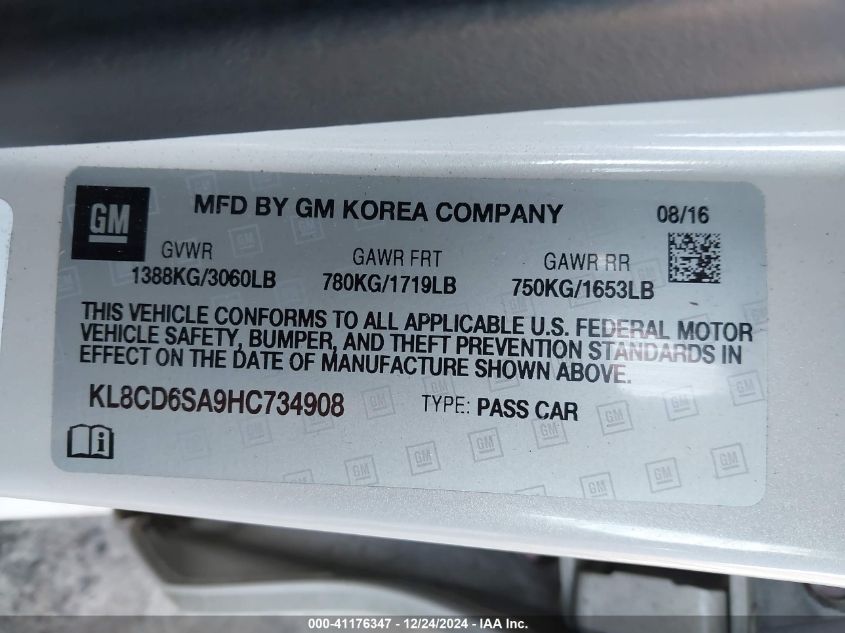 GM
MFD BY GM KOREA COMPANY
08/16
GVWR
1388KG/3060LB
GAWR FRT
780KG/1719LB
GAWR RR
750KG/1653LB
THIS VEHICLE CONFORMS TO ALL APPLICABLE U.S. FEDERAL MOTOR
VEHICLE SAFETY, BUMPER, AND THEFT PREVENTION STANDARDS IN
EFFECT ON THE DATE OF MANUFACTURE SHOWN ABOVE.
KL8CD6SA9HC734908
TYPE: PASS CAR
000-41176347 - 12/24/2024 - IAA Inc.